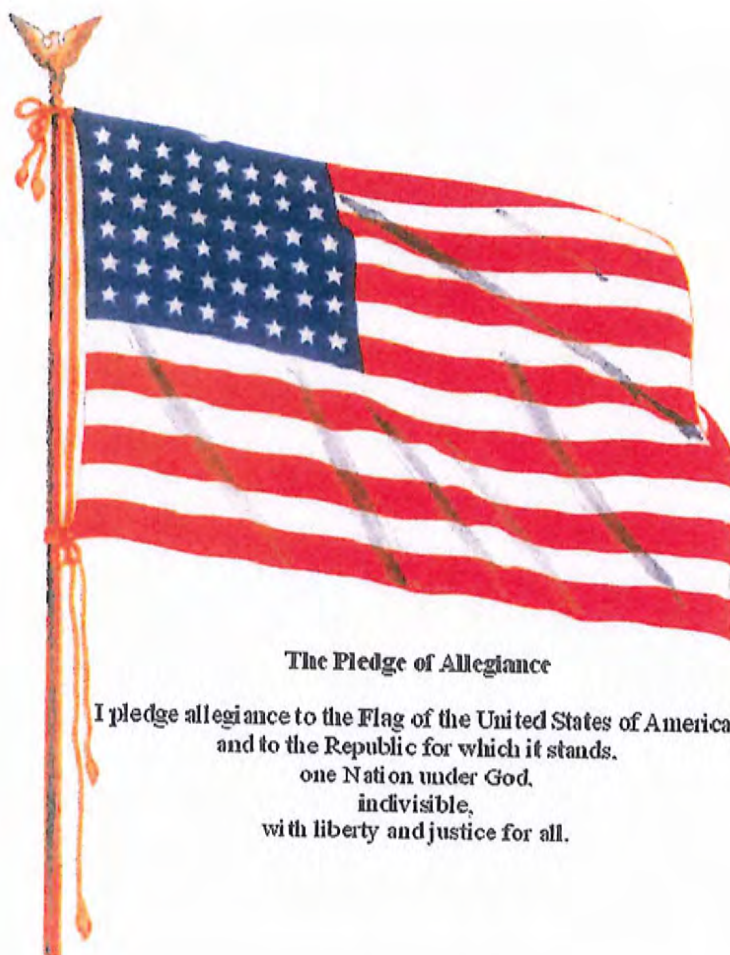 The Pledge of Allegiance
I pledge allegiance to the Flag of the United States of America
and to the Republic for which it stands.
one Nation under God,
indivisible,
with liberty and justice for all.